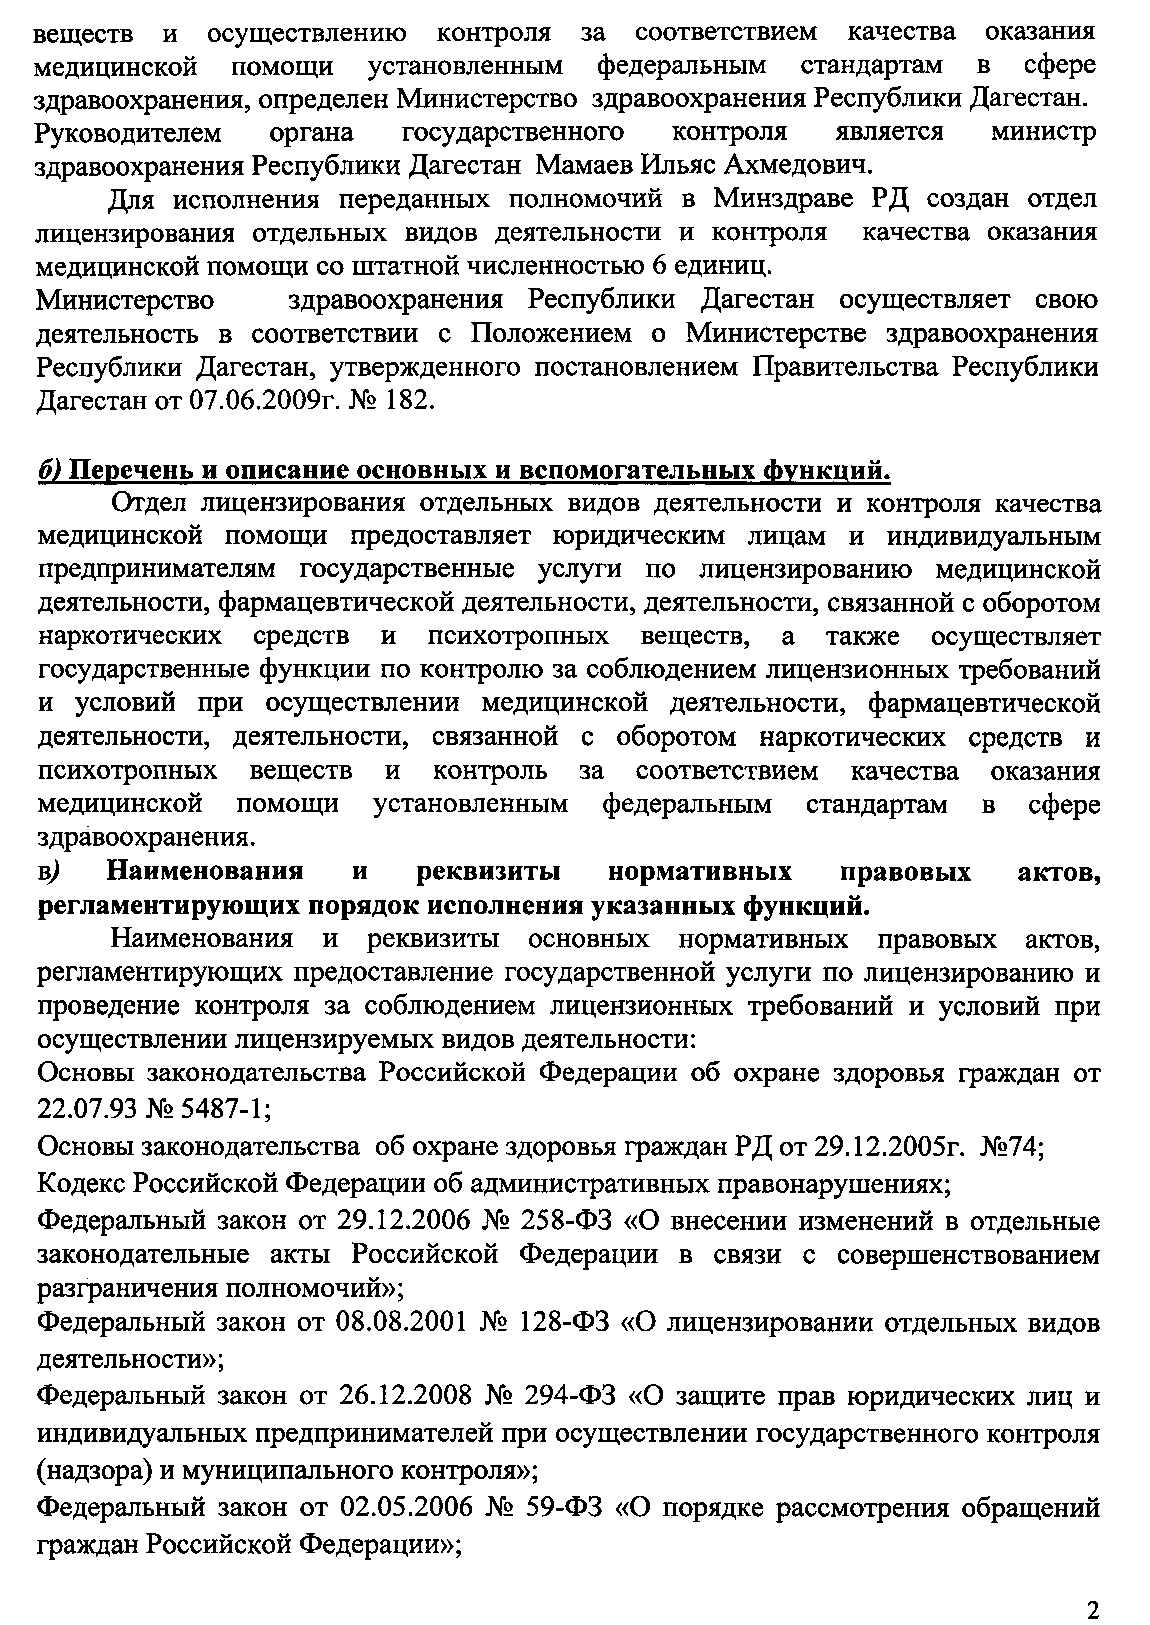 веществ и осуществлению контроля за соответствием качества оказания
медицинской помощи установленным федеральным стандартам в сфере
здравоохранения, определен Министерство здравоохранения Республики Дагестан.
Руководителем органа государственного контроля является министр
здравоохранения Республики Дагестан Мамаев Ильяс Ахмедович.
Для исполнения переданных полномочий в Минздраве РД создан отдел
лицензирования отдельных видов деятельности и контроля качества оказания
медицинской помощи со штатной численностью 6 единиц.
Министерство здравоохранения Республики Дагестан осуществляет свою
деятельность в соответствии с Положением о Министерстве здравоохранения
Республики Дагестан, утвержденного постановлением Правительства Республики
Дагестан от 07.06.2009г. № 182.
б) Перечень и описание основных и вспомогательных функций.
Отдел лицензирования отдельных видов деятельности и контроля качества
медицинской помощи предоставляет юридическим лицам и индивидуальным
предпринимателям государственные услуги по лицензированию медицинской
деятельности, фармацевтической деятельности, деятельности, связанной с оборотом
наркотических средств и психотропных веществ, а также осуществляет
государственные функции по контролю за соблюдением лицензионных требований
и условий при осуществлении медицинской деятельности, фармацевтической
деятельности, деятельности, связанной с оборотом наркотических средств и
психотропных веществ и контроль за соответствием качества оказания
медицинской помощи установленным федеральным стандартам в сфере
здравоохранения.
в) Наименования и реквизиты нормативных правовых актов,
регламентирующих порядок исполнения указанных функций.
Наименования и реквизиты основных нормативных правовых актов,
регламентирующих предоставление государственной услуги по лицензированию и
проведение контроля за соблюдением лицензионных требований и условий при
осуществлении лицензируемых видов деятельности:
Основы законодательства Российской Федерации об охране здоровья граждан от
22.07.93 № 5487-1;
Основы законодательства об охране здоровья граждан РД от 29.12.2005г. №74;
Кодекс Российской Федерации об административных правонарушениях;
Федеральный закон от 29.12.2006 № 258-ФЗ «О внесении изменений в отдельные
законодательные акты Российской Федерации в связи с совершенствованием
разграничения полномочий»;
Федеральный закон от 08.08.2001 № 128-ФЗ «О лицензировании отдельных видов
деятельности»;
Федеральный закон от 26.12.2008 № 294-ФЗ «О защите прав юридических лиц и
индивидуальных предпринимателей при осуществлении государственного контроля
(надзора) и муниципального контроля»;
Федеральный закон от 02.05.2006 № 59-ФЗ «О порядке рассмотрения обращений
граждан Российской Федерации»;
2